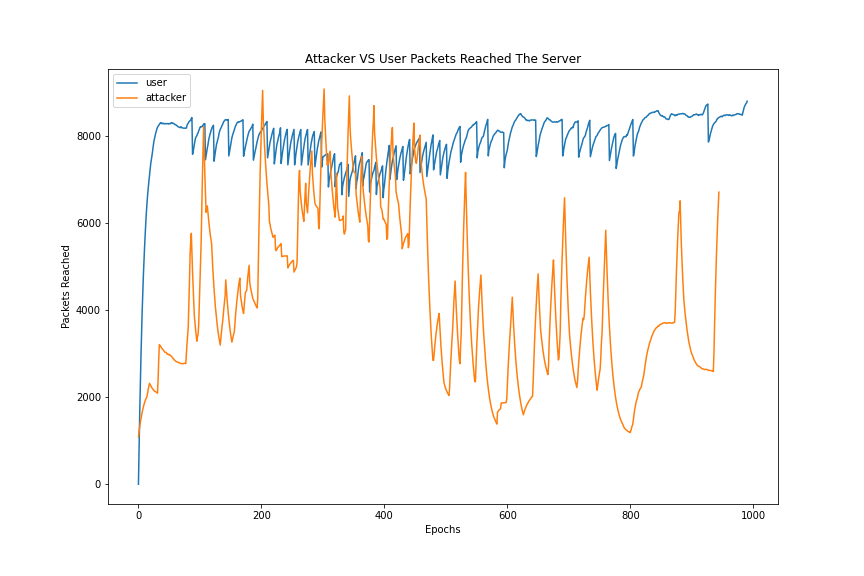 Attacker VS User Packets Reached The Server
user
attacker
8000
6000
4000
2000
0
Packets Reached
0 200 400 600 800 1000
Epochs